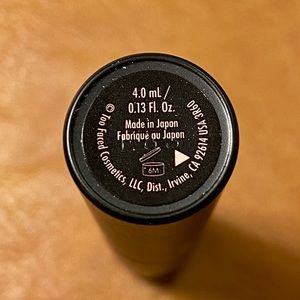 4.0 mL/
0.13 Fl. Oz.
Made in Japan
Fabriqué au Japon
6M
© Too Faced Cosmetics, LLC, Dist., Irvine, CA 92614 USA 3R60